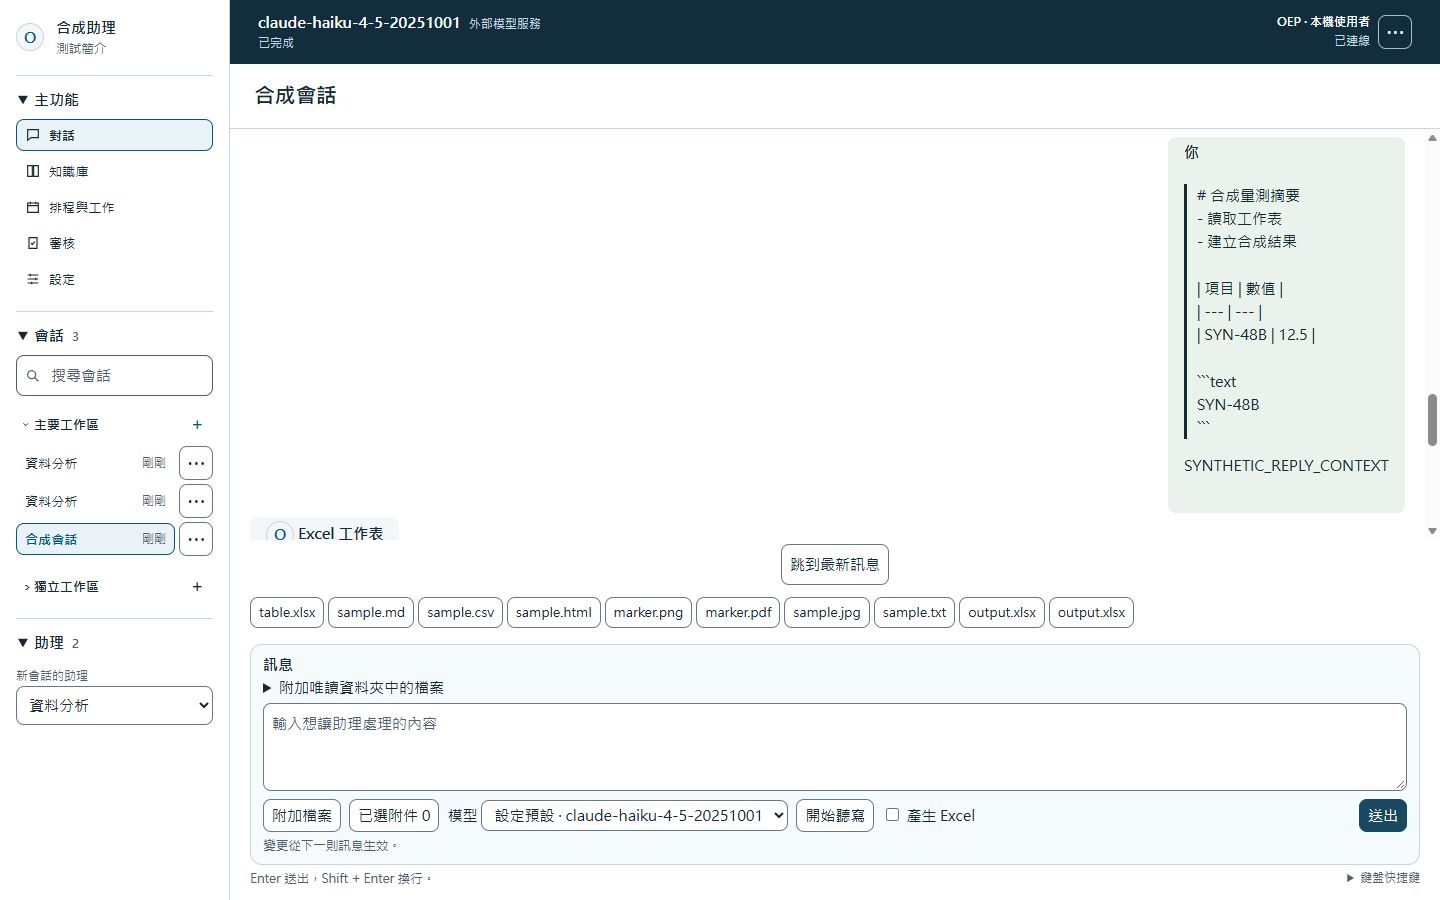 O
合成助理
測試簡介
▼ 主功能
對話
知識庫
排程與工作
審核
設定
▼ 會話 3
搜尋會話
主要工作區 +
資料分析 剛剛 ...
資料分析 剛剛 ...
合成會話 剛剛 ...
獨立工作區 +
▼ 助理 2
新會話的助理
資料分析
claude-haiku-4-5-20251001 外部模型服務
已完成
OEP · 本機使用者
已連線
...
合成會話
你
# 合成量測摘要
- 讀取工作表
- 建立合成結果
| 項目 | 數值 |
| --- | --- |
| SYN-48B | 12.5 |
```text
SYN-48B
```
SYNTHETIC_REPLY_CONTEXT
O Excel 工作表
跳到最新訊息
table.xlsx sample.md sample.csv sample.html marker.png marker.pdf sample.jpg sample.txt output.xlsx output.xlsx
訊息
▶ 附加唯讀資料夾中的檔案
輸入想讓助理處理的內容
附加檔案 已選附件 0 模型 設定預設 · claude-haiku-4-5-20251001 開始聽寫 產生 Excel 送出
變更從下一則訊息生效。
Enter 送出，Shift + Enter 換行。
▶ 鍵盤快捷鍵